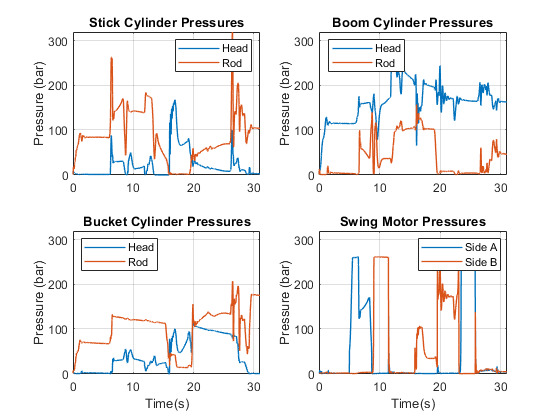 Stick Cylinder Pressures
Pressure (bar)
300
200
100
0
0 10 20 30
Head
Rod
Boom Cylinder Pressures
Pressure (bar)
300
200
100
0
0 10 20 30
Head
Rod
Bucket Cylinder Pressures
Pressure (bar)
300
200
100
0
0 10 20 30
Time(s)
Head
Rod
Swing Motor Pressures
Pressure (bar)
300
200
100
0
0 10 20 30
Time(s)
Side A
Side B